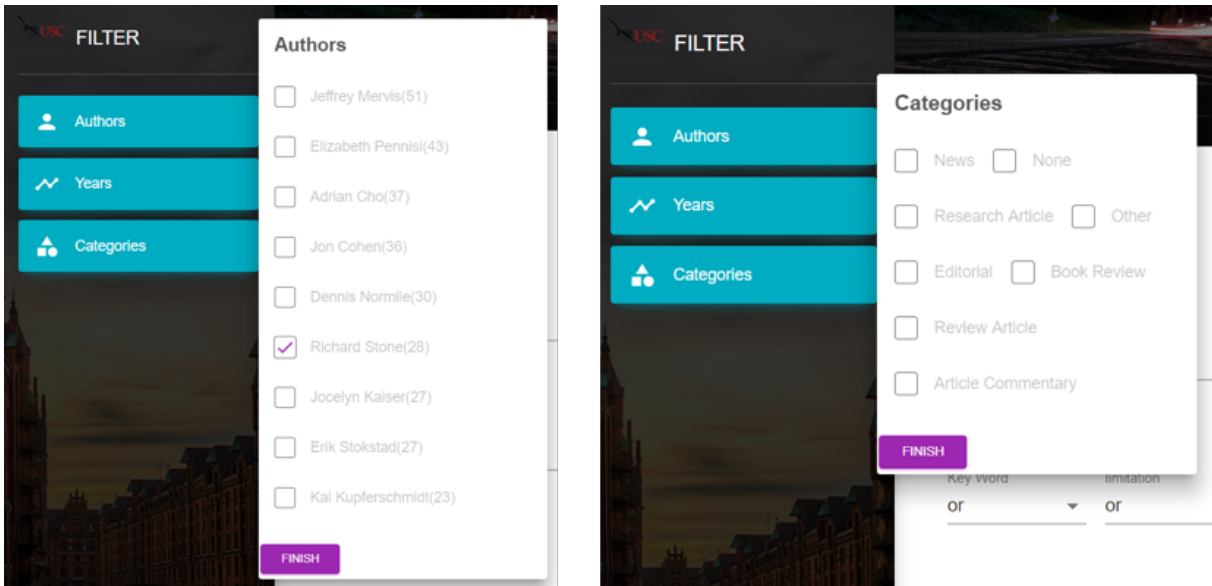 USC
FILTER
Authors
Years
Categories
Authors
Jeffrey Mervis(51)
Elizabeth Pennisi(43)
Adrian Cho(37)
Jon Cohen(36)
Dennis Normile(30)
Richard Stone(28)
Jocelyn Kaiser(27)
Erik Stokstad(27)
Kai Kupferschmidt(23)
FINISH
USC
FILTER
Authors
Years
Categories
Categories
News None
Research Article Other
Editorial Book Review
Review Article
Article Commentary
FINISH
Key Word limitation
or or